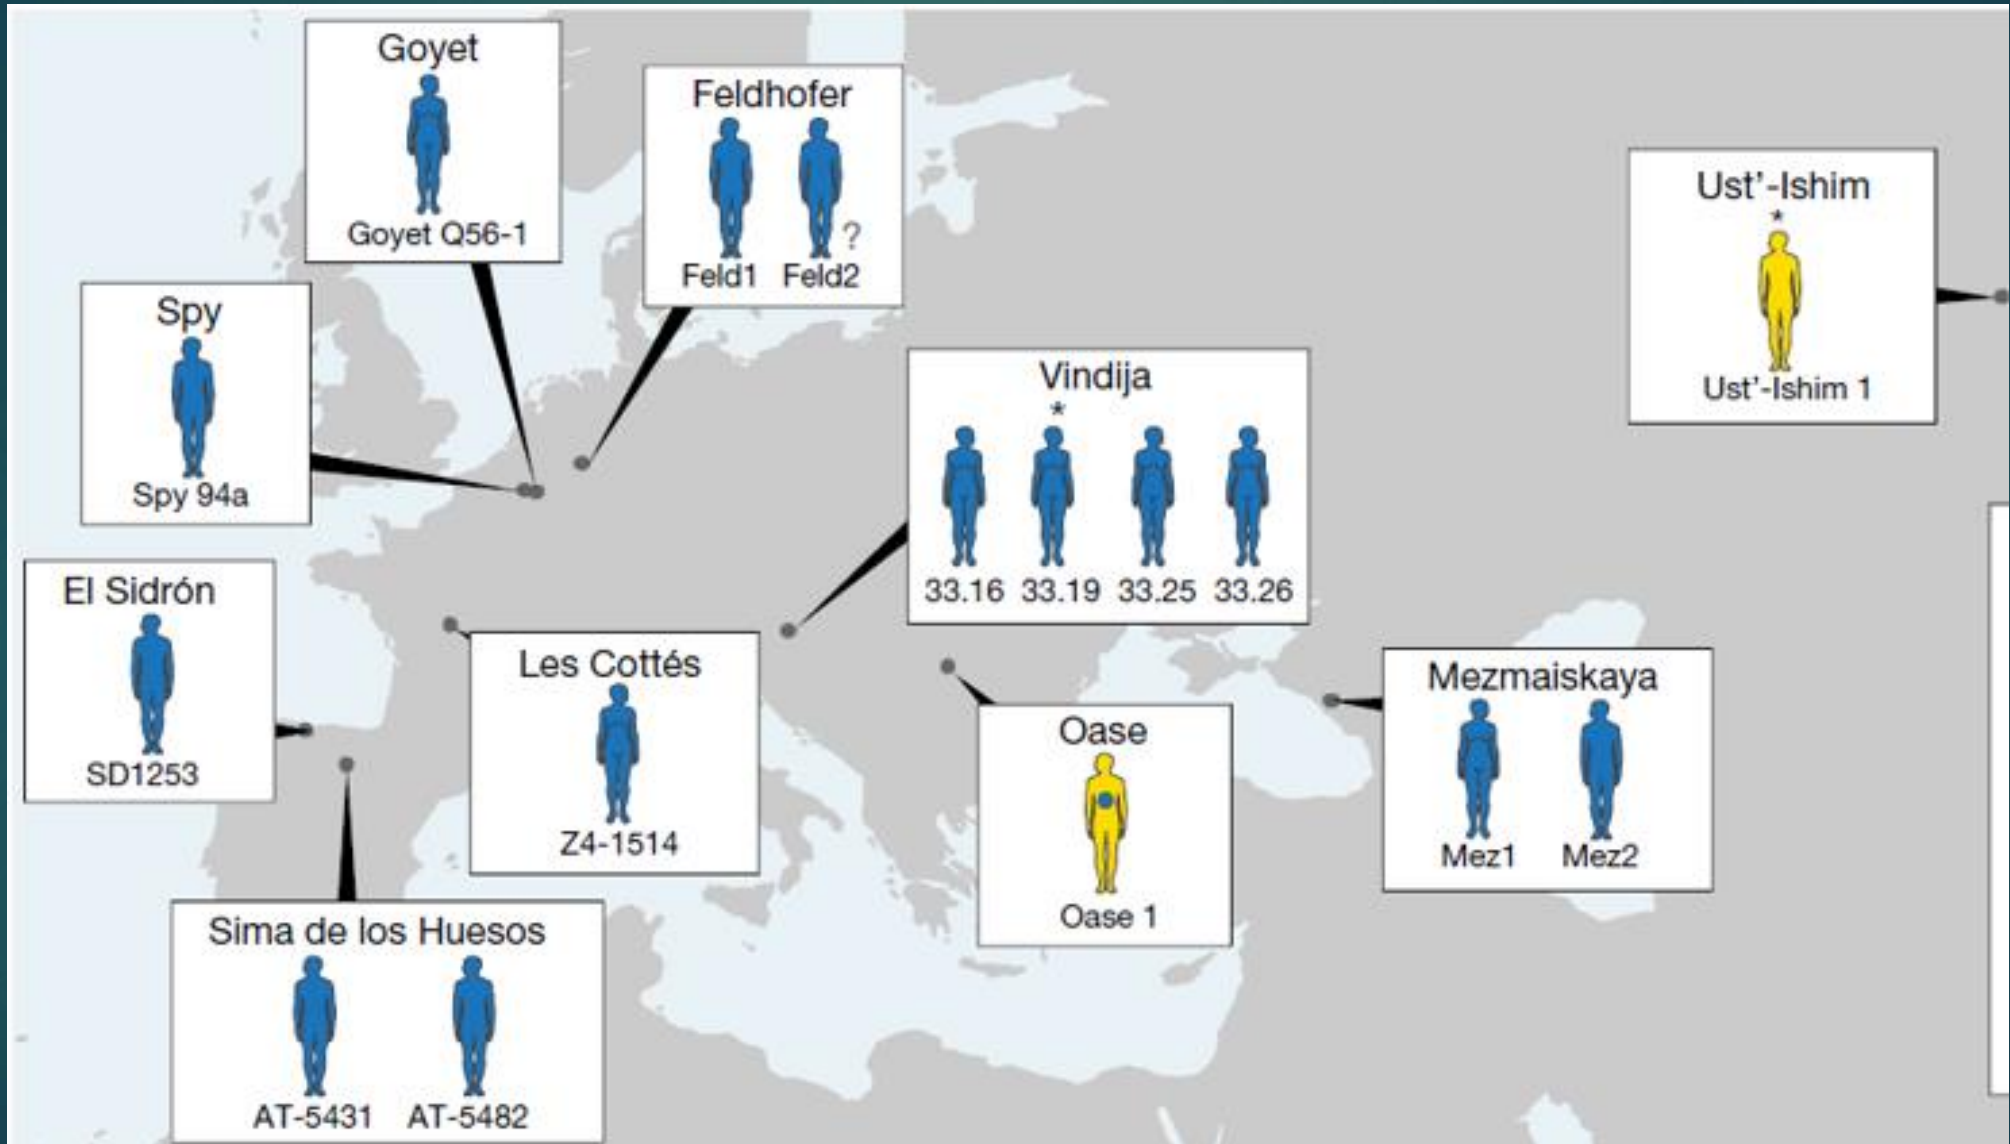 Goyet
Goyet Q56-1
Feldhofer
?
Feld1 Feld2
Ust'-Ishim
*
Ust'-Ishim 1
Spy
Spy 94a
Vindija
*
33.16 33.19 33.25 33.26
El Sidrón
SD1253
Les Cottés
Z4-1514
Oase
Oase 1
Mezmaiskaya
Mez1 Mez2
Sima de los Huesos
AT-5431 AT-5482